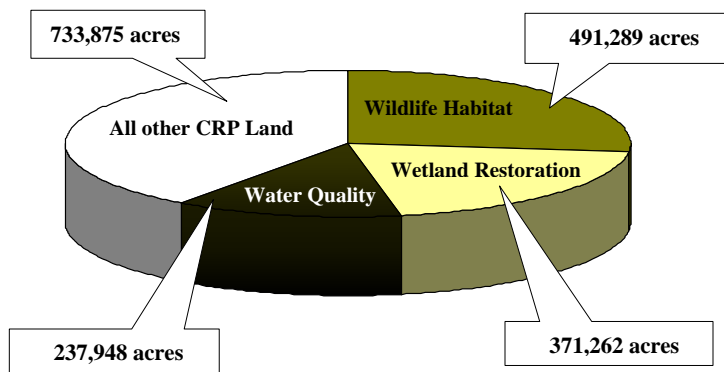 733,875 acres
491,289 acres
Wildlife Habitat
All other CRP Land
Wetland Restoration
Water Quality
237,948 acres
371,262 acres